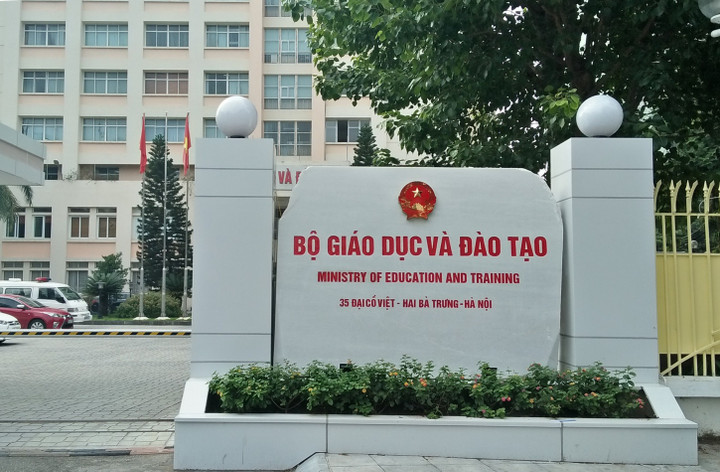 VÀ Đ
BỘ GIÁO DỤC VÀ ĐÀO TẠO
MINISTRY OF EDUCATION AND TRAINING
35 ĐẠI CỒ VIỆT - HAI BÀ TRƯNG - HÀ NỘI